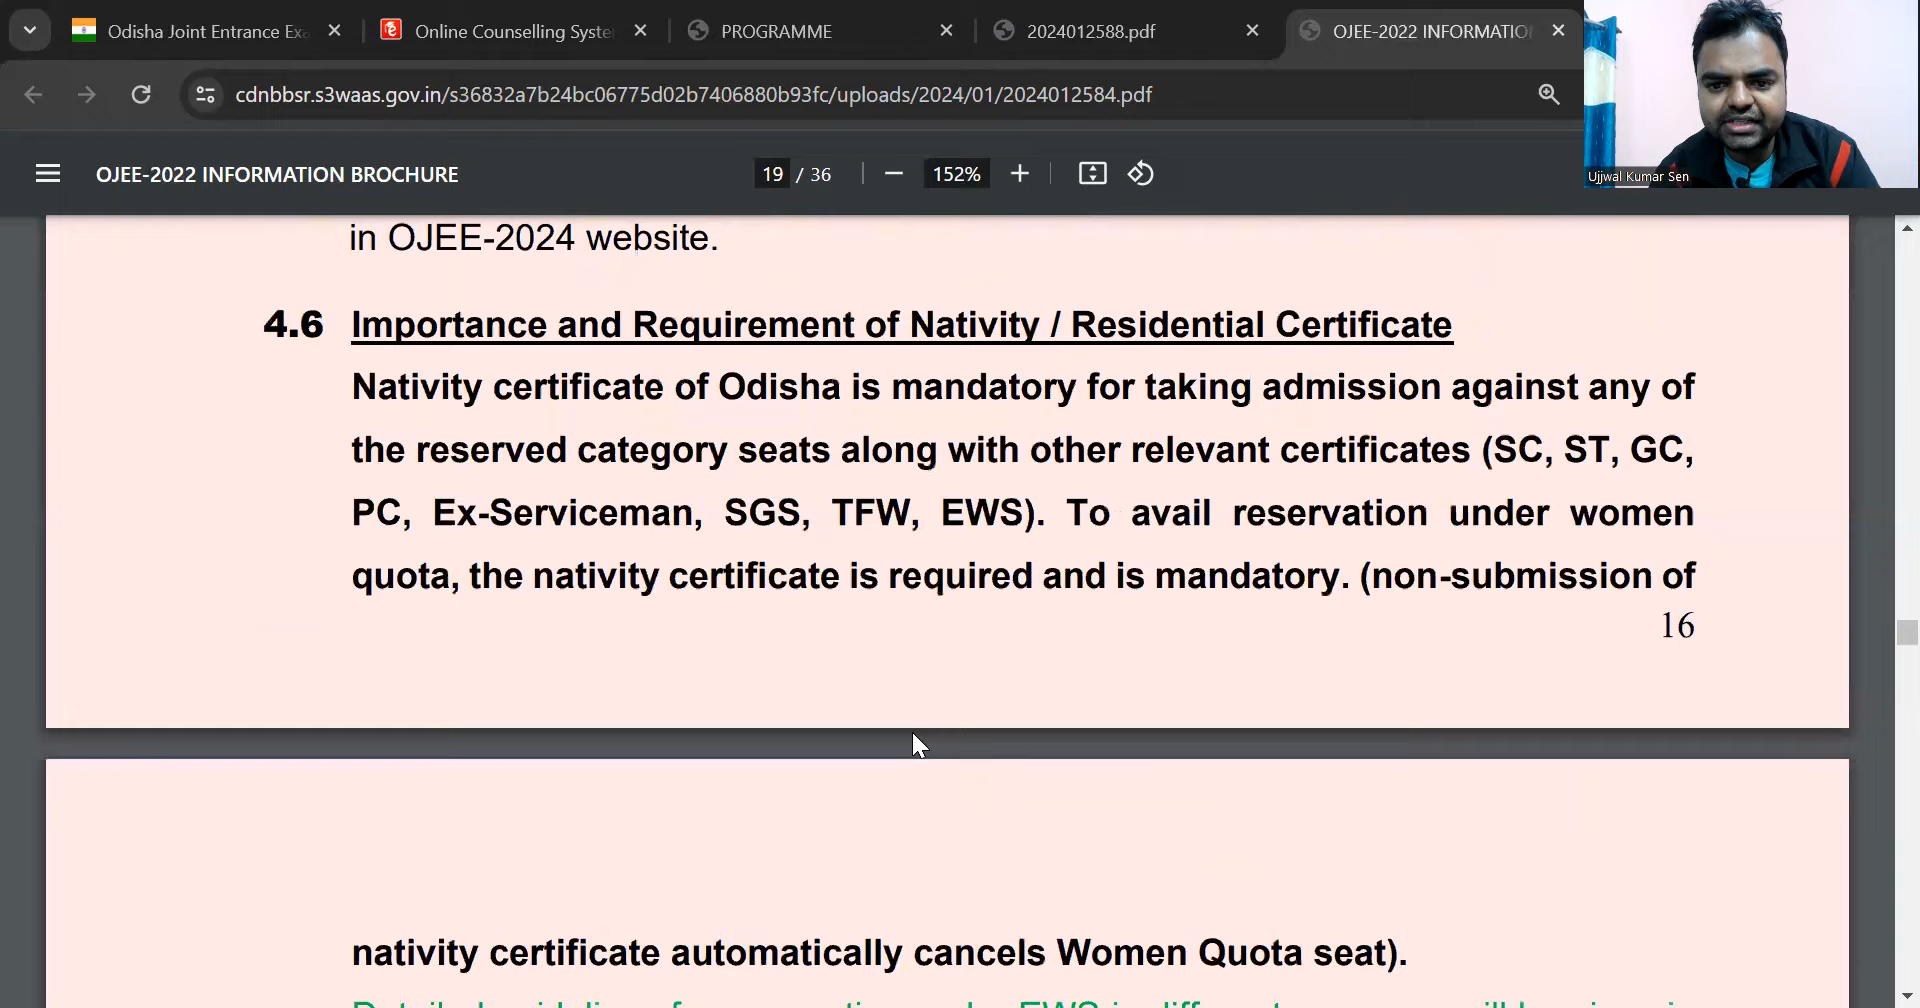 Odisha Joint Entrance Exa
Online Counselling Syste
PROGRAMME
2024012588.pdf
OJEE-2022 INFORMATIO
cdnbbsr.s3waas.gov.in/s36832a7b24bc06775d02b7406880b93fc/uploads/2024/01/2024012584.pdf
OJEE-2022 INFORMATION BROCHURE
19 / 36
152%
Ujjwal Kumar Sen
in OJEE-2024 website.
4.6 Importance and Requirement of Nativity / Residential Certificate
Nativity certificate of Odisha is mandatory for taking admission against any of
the reserved category seats along with other relevant certificates (SC, ST, GC,
PC, Ex-Serviceman, SGS, TFW, EWS). To avail reservation under women
quota, the nativity certificate is required and is mandatory. (non-submission of
16
nativity certificate automatically cancels Women Quota seat).